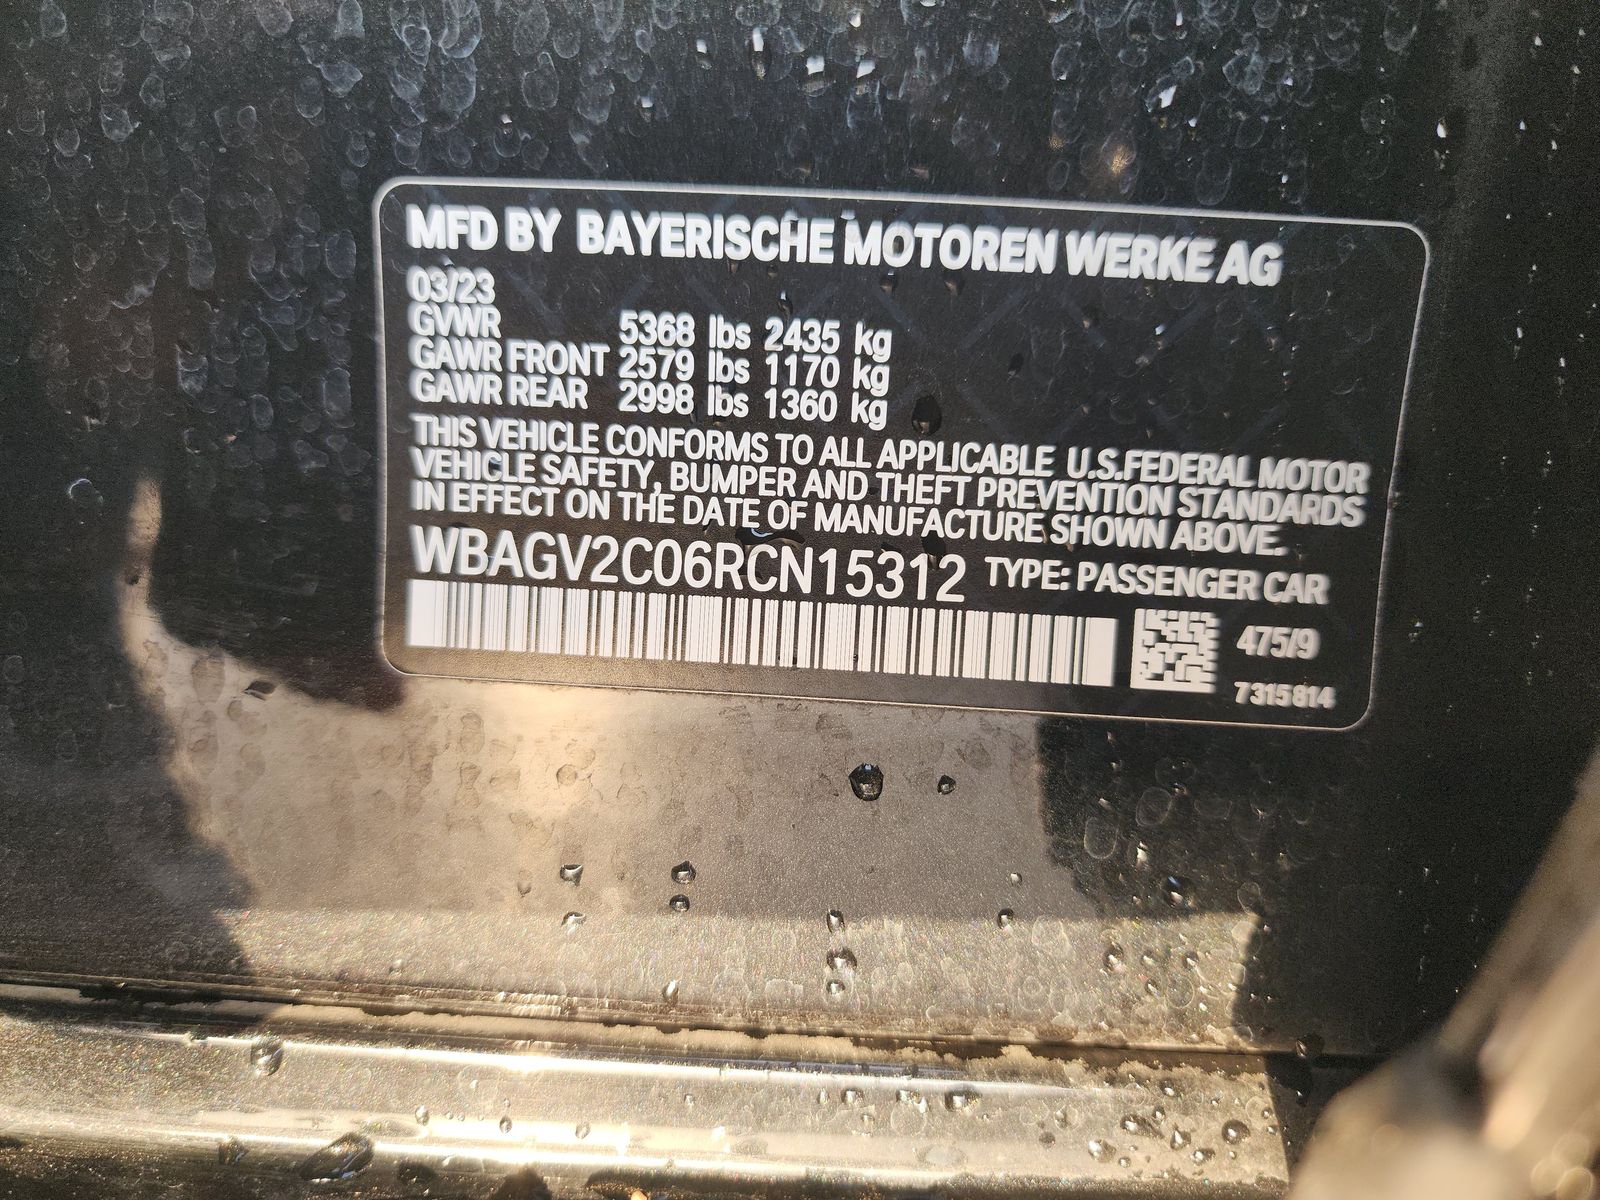 MFD BY BAYERISCHE MOTOREN WERKE AG
03/23
GVWR 5368 lbs 2435 kg
GAWR FRONT 2579 lbs 1170 kg
GAWR REAR 2998 lbs 1360 kg
THIS VEHICLE CONFORMS TO ALL APPLICABLE U.S.FEDERAL MOTOR
VEHICLE SAFETY, BUMPER AND THEFT PREVENTION STANDARDS
IN EFFECT ON THE DATE OF MANUFACTURE SHOWN ABOVE.
WBAGV2C06RCN15312 TYPE: PASSENGER CAR
475/9
7315814